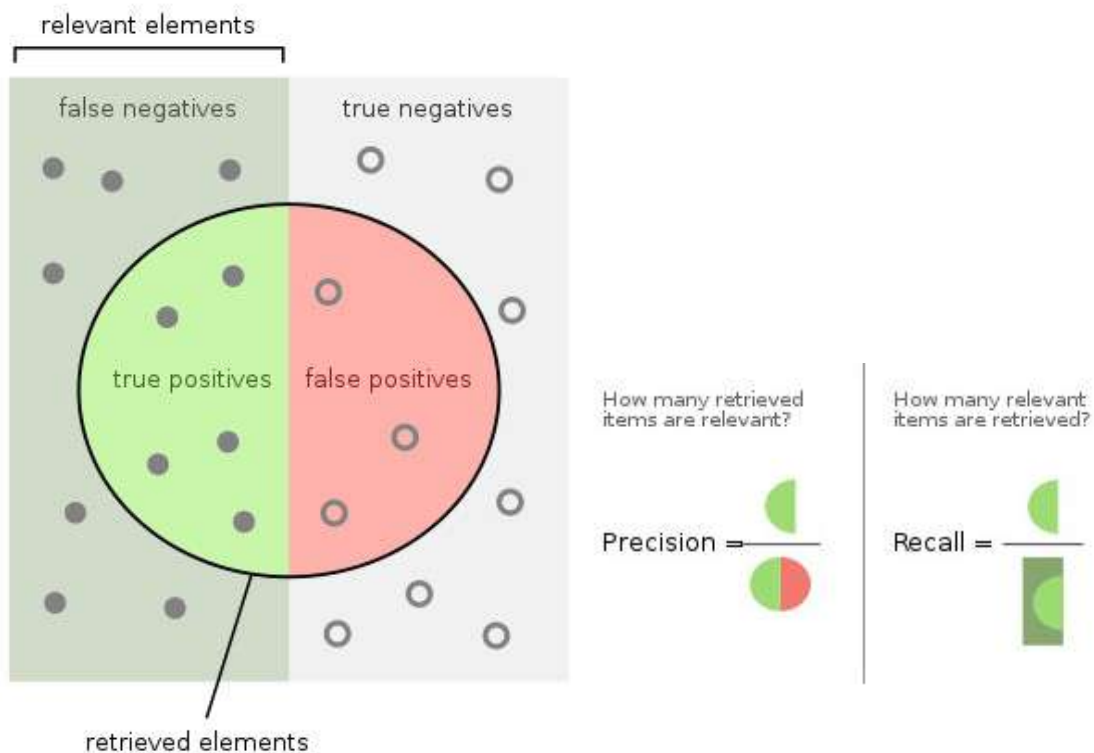 relevant elements
false negatives
true negatives
true positives
false positives
retrieved elements
How many retrieved
items are relevant?
Precision =
How many relevant
items are retrieved?
Recall =